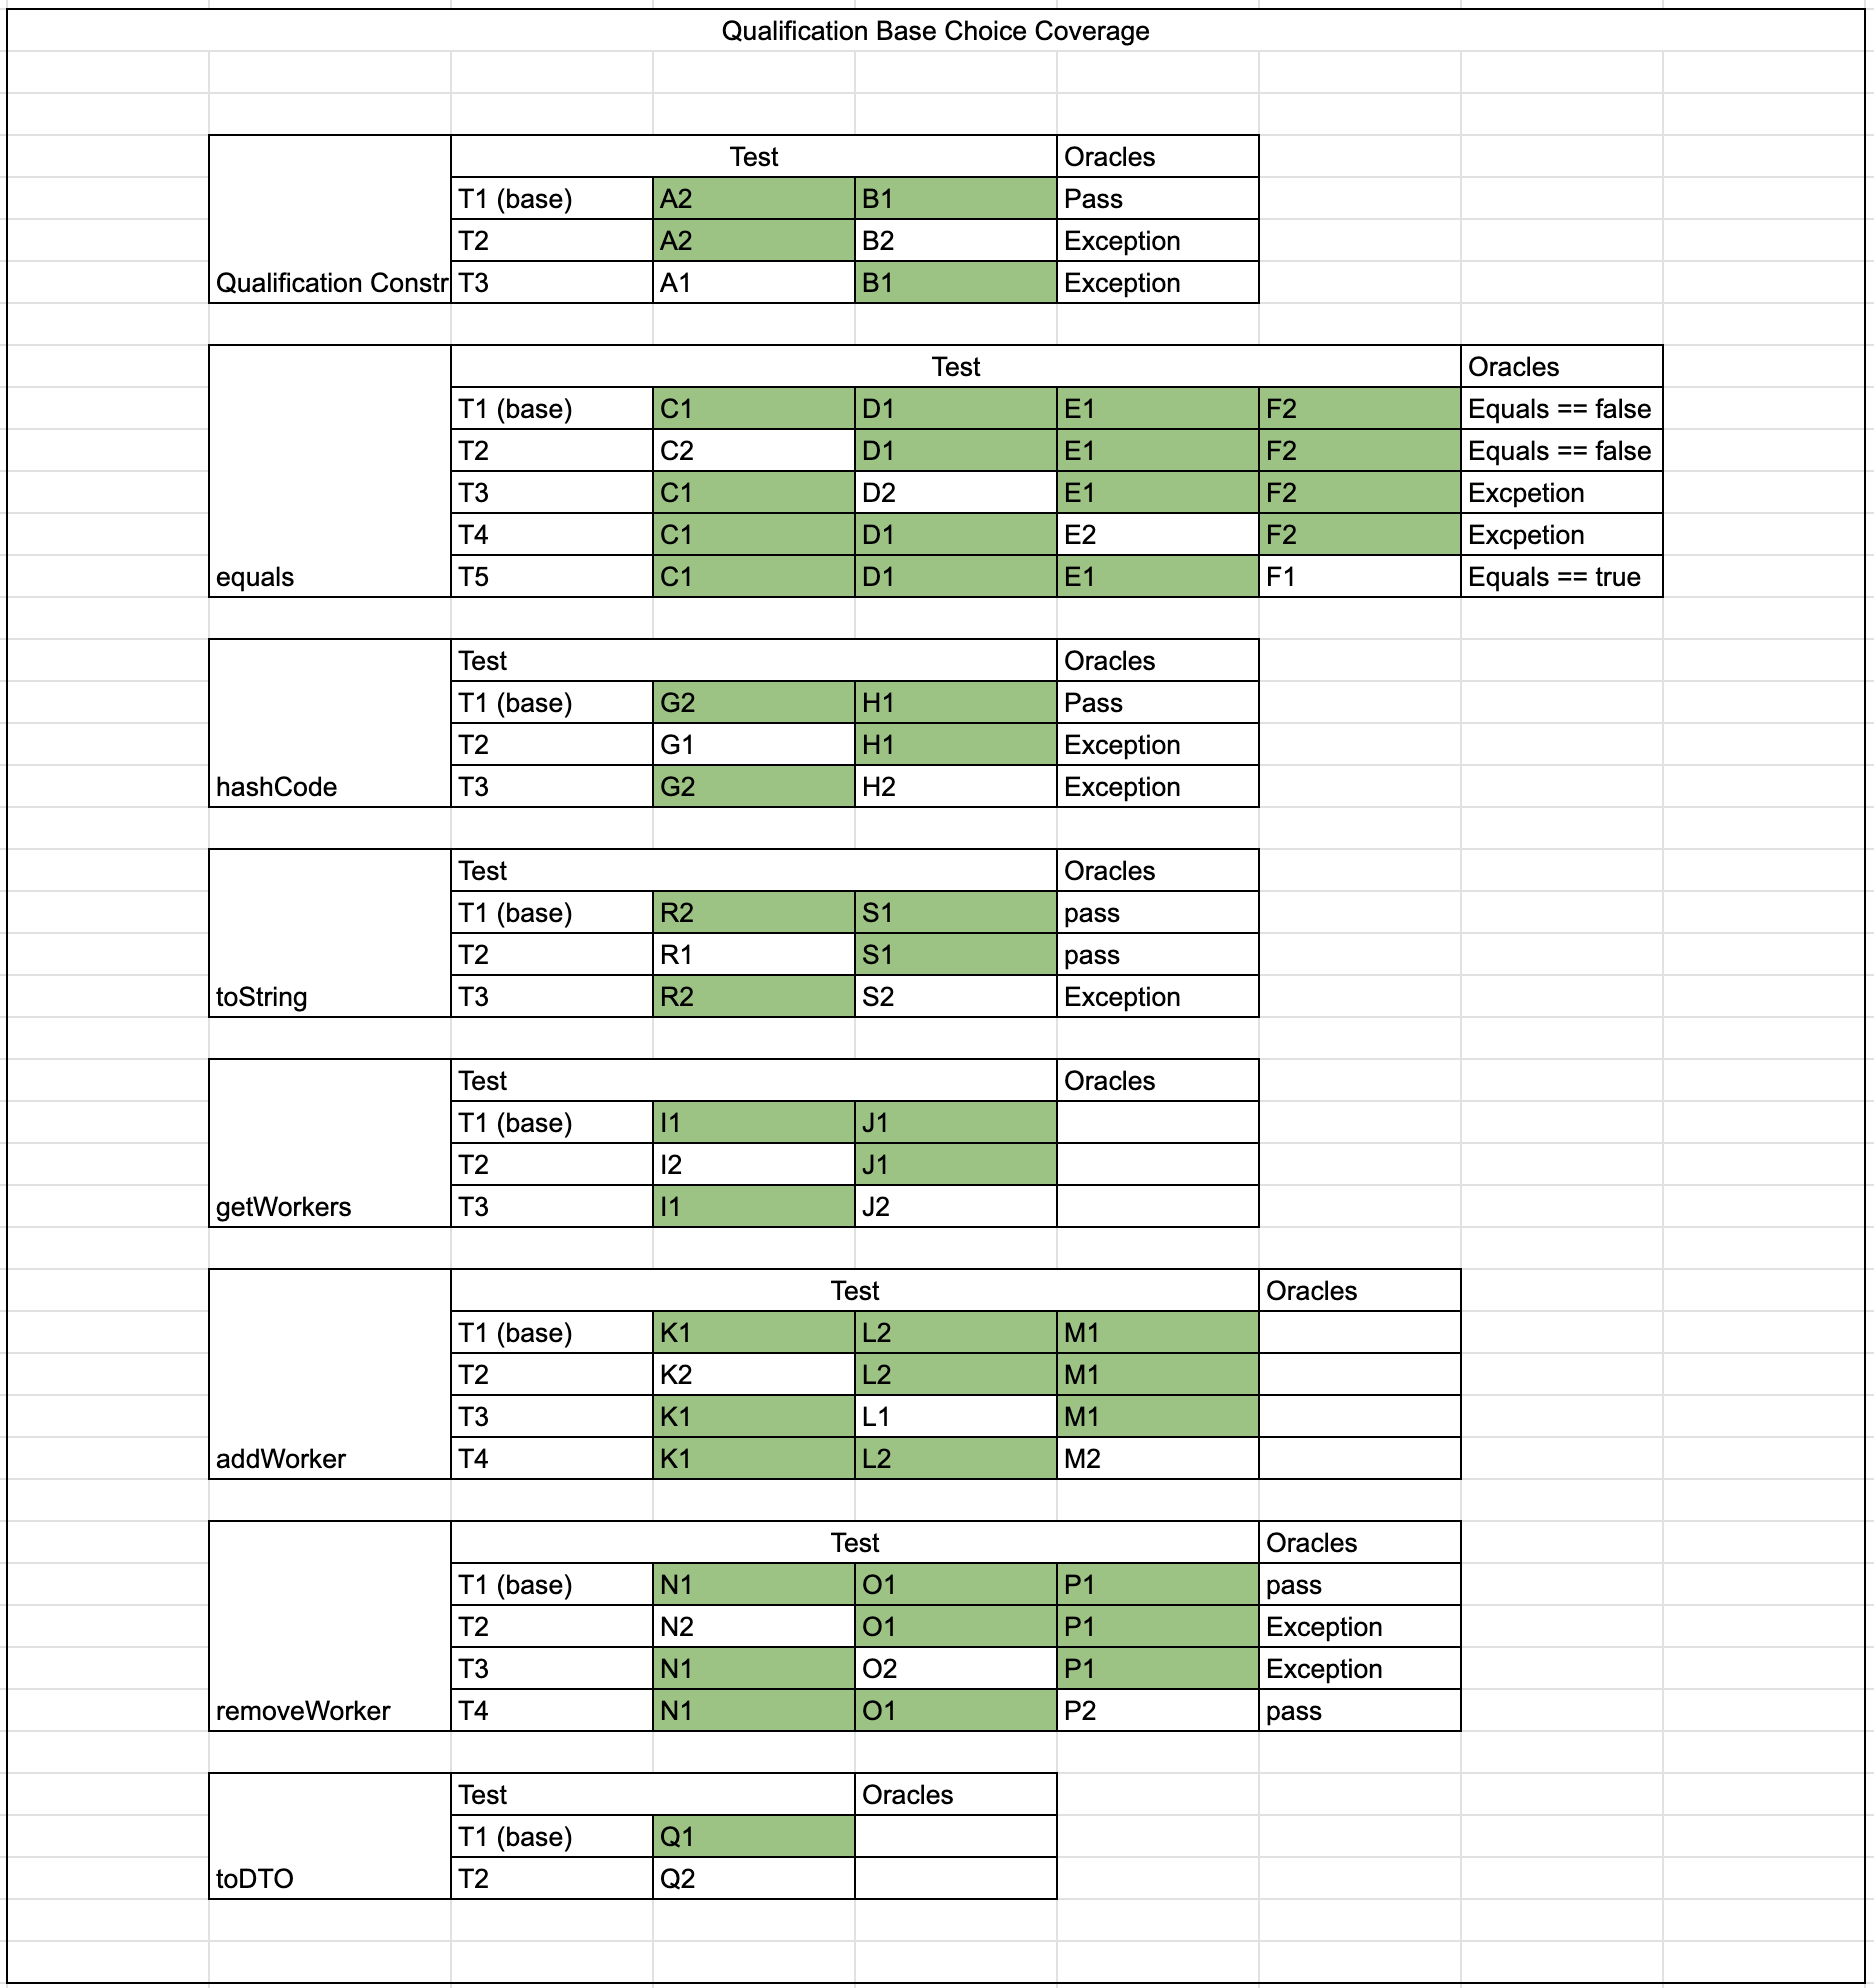 Qualification Base Choice Coverage
Test Oracles
T1 (base) A2 B1 Pass
T2 A2 B2 Exception
Qualification Constr T3 A1 B1 Exception
Test Oracles
T1 (base) C1 D1 E1 F2 Equals == false
T2 C2 D1 E1 F2 Equals == false
T3 C1 D2 E1 F2 Excpetion
T4 C1 D1 E2 F2 Excpetion
equals T5 C1 D1 E1 F1 Equals == true
Test Oracles
T1 (base) G2 H1 Pass
T2 G1 H1 Exception
hashCode T3 G2 H2 Exception
Test Oracles
T1 (base) R2 S1 pass
T2 R1 S1 pass
toString T3 R2 S2 Exception
Test Oracles
T1 (base) I1 J1
T2 I2 J1
getWorkers T3 I1 J2
Test Oracles
T1 (base) K1 L2 M1
T2 K2 L2 M1
T3 K1 L1 M1
addWorker T4 K1 L2 M2
Test Oracles
T1 (base) N1 O1 P1 pass
T2 N2 O1 P1 Exception
T3 N1 O2 P1 Exception
removeWorker T4 N1 O1 P2 pass
Test Oracles
T1 (base) Q1
toDTO T2 Q2